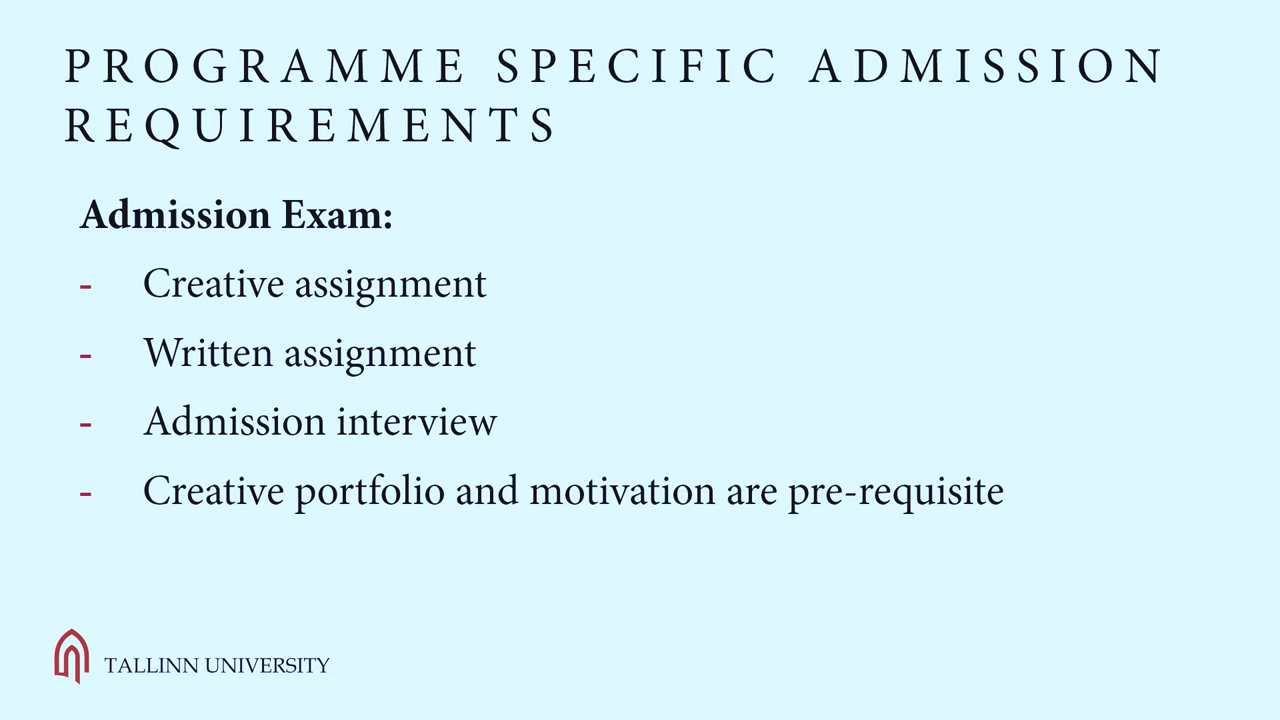 PROGRAMME SPECIFIC ADMISSION
REQUIREMENTS
Admission Exam:
- Creative assignment
- Written assignment
- Admission interview
- Creative portfolio and motivation are pre-requisite
TALLINN UNIVERSITY